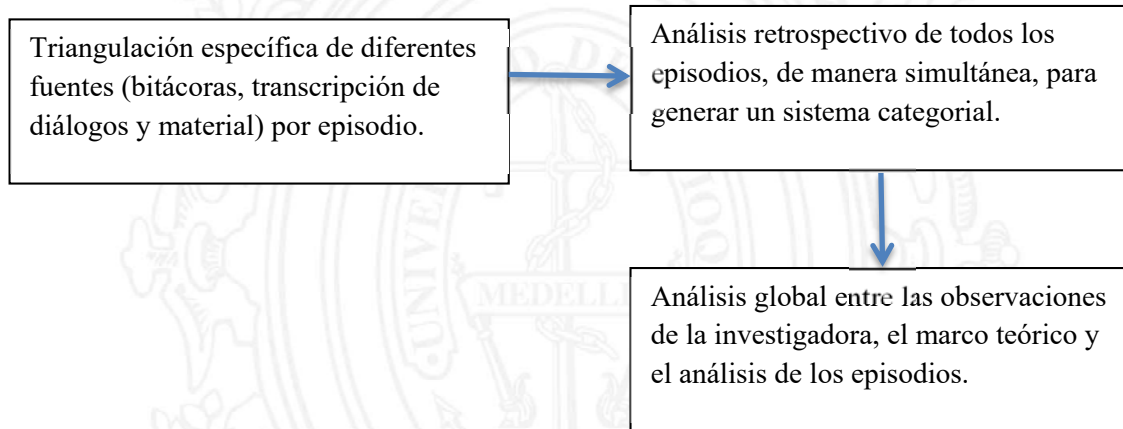 Triangulación específica de diferentes
fuentes (bitácoras, transcripción de
diálogos y material) por episodio.
Análisis retrospectivo de todos los
episodios, de manera simultánea, para
generar un sistema categorial.
Análisis global entre las observaciones
de la investigadora, el marco teórico y
el análisis de los episodios.
MEDELL